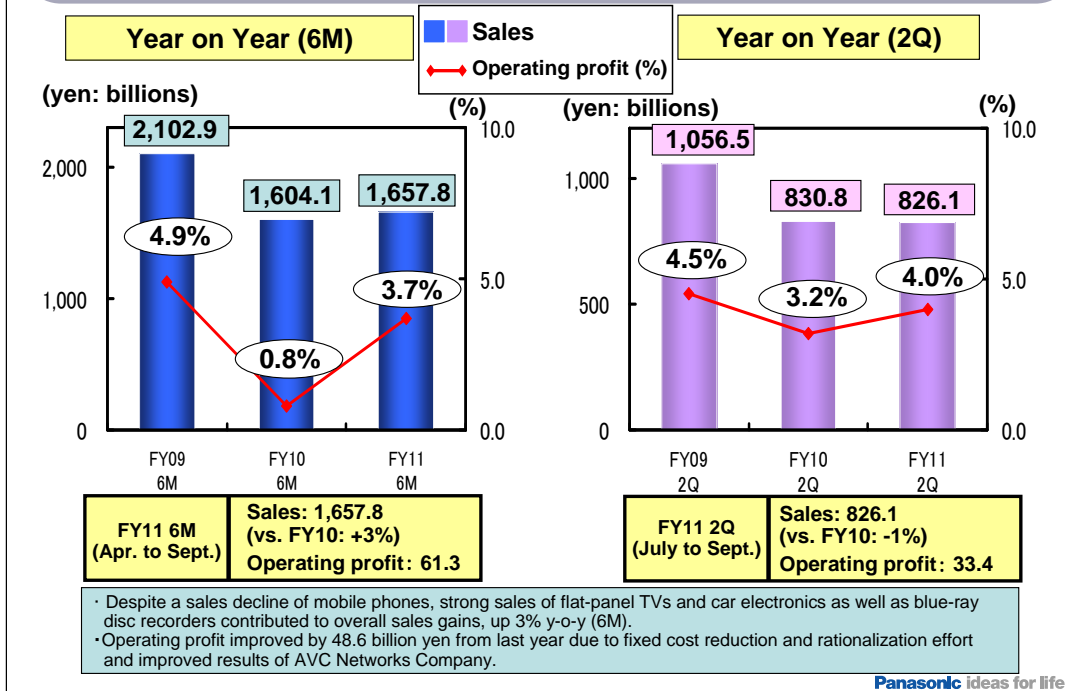 Year on Year (6M)
Sales
Operating profit (%)
Year on Year (2Q)
(yen: billions)
(%)
2,102.9
1,604.1
1,657.8
10.0
2,000
4.9%
3.7%
5.0
1,000
0.8%
0
0.0
FY09
6M
FY10
6M
FY11
6M
(yen: billions)
(%)
1,056.5
830.8
826.1
10.0
1,000
4.5%
3.2%
4.0%
5.0
500
0
0.0
FY09
2Q
FY10
2Q
FY11
2Q
FY11 6M
(Apr. to Sept.)
Sales: 1,657.8
(vs. FY10: +3%)
Operating profit: 61.3
FY11 2Q
(July to Sept.)
Sales: 826.1
(vs. FY10: -1%)
Operating profit: 33.4
・Despite a sales decline of mobile phones, strong sales of flat-panel TVs and car electronics as well as blue-ray
disc recorders contributed to overall sales gains, up 3% y-o-y (6M).
・Operating profit improved by 48.6 billion yen from last year due to fixed cost reduction and rationalization effort
and improved results of AVC Networks Company.
Panasonic ideas for life